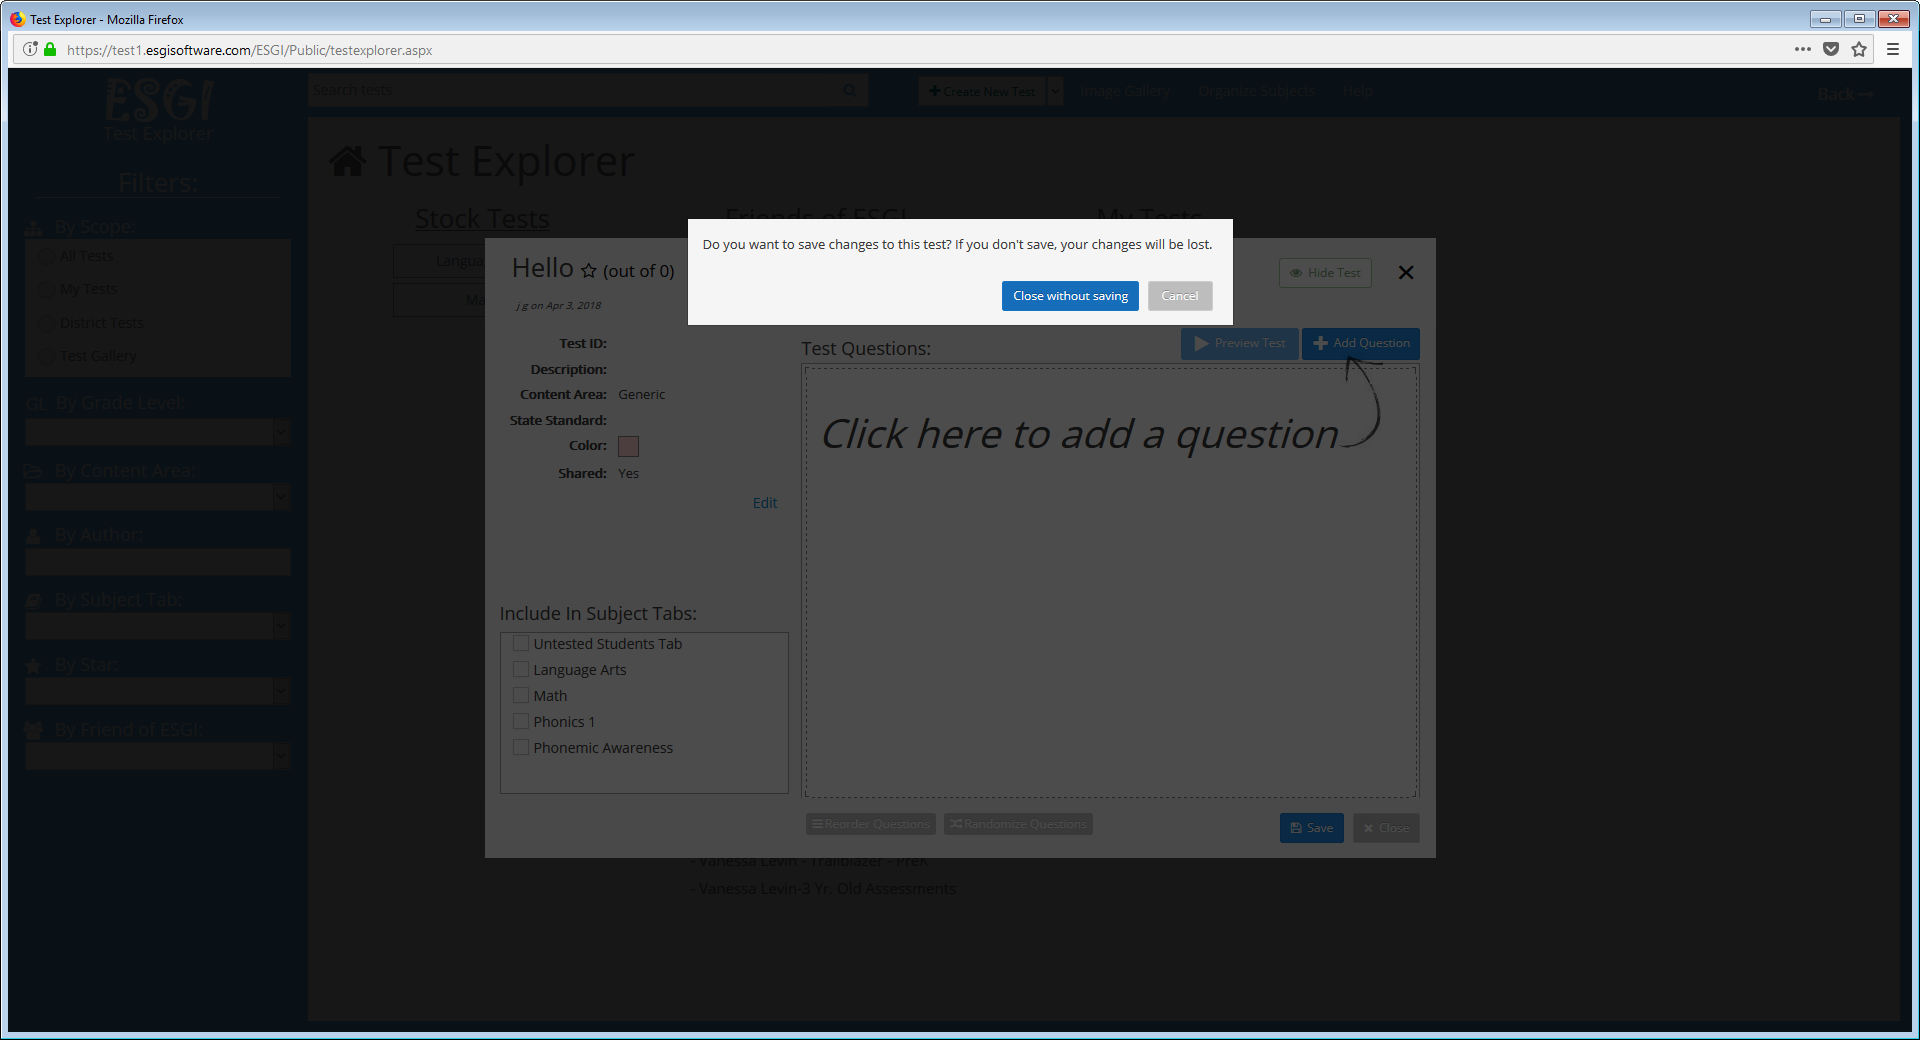 Test Explorer - Mozilla Firefox
https://test1.esgisoftware.com/ESGI/Public/testexplorer.aspx
ESGI
Test Explorer
Search tests
Create New Test
Image Gallery
Organize Subjects
Help
Back
Test Explorer
Filters:
By Scope:
All Tests
My Tests
District Tests
Test Gallery
GL By Grade Level:
By Content Area:
By Author:
By Subject Tab:
By Star:
By Friend of ESGI:
Stock Tests
Friends of ESGI
My Tests
Do you want to save changes to this test? If you don't save, your changes will be lost.
Close without saving
Cancel
Hello (out of 0)
j g on Apr 3, 2018
Hide Test
Test ID:
Description:
Content Area: Generic
State Standard:
Color:
Shared: Yes
Edit
Test Questions:
Preview Test
Add Question
Click here to add a question
Include In Subject Tabs:
Untested Students Tab
Language Arts
Math
Phonics 1
Phonemic Awareness
Reorder Questions
Randomize Questions
Save
Close
- Vanessa Levin - Trailblazer - PreK
- Vanessa Levin-3 Yr. Old Assessments